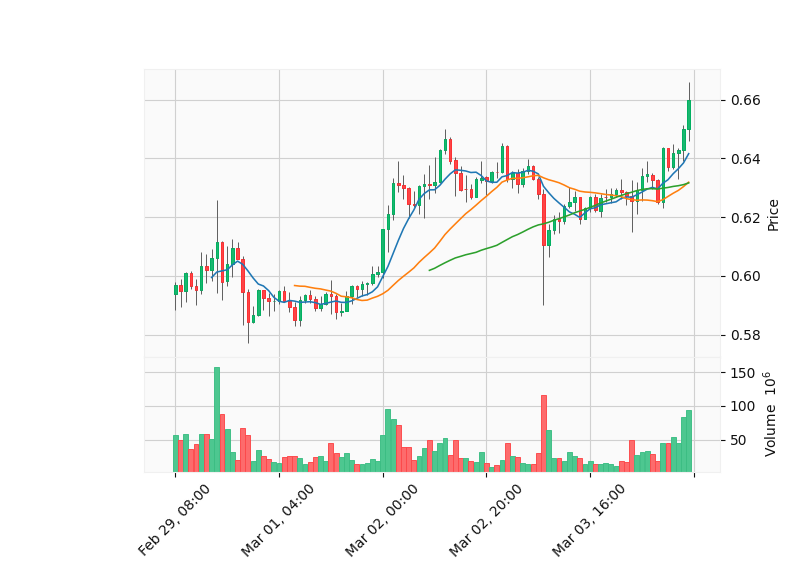 0.66
0.64
0.62
0.60
0.58
Price
150
100
50
Volume 10^6
Feb 29, 08:00
Mar 01, 04:00
Mar 02, 00:00
Mar 02, 20:00
Mar 03, 16:00